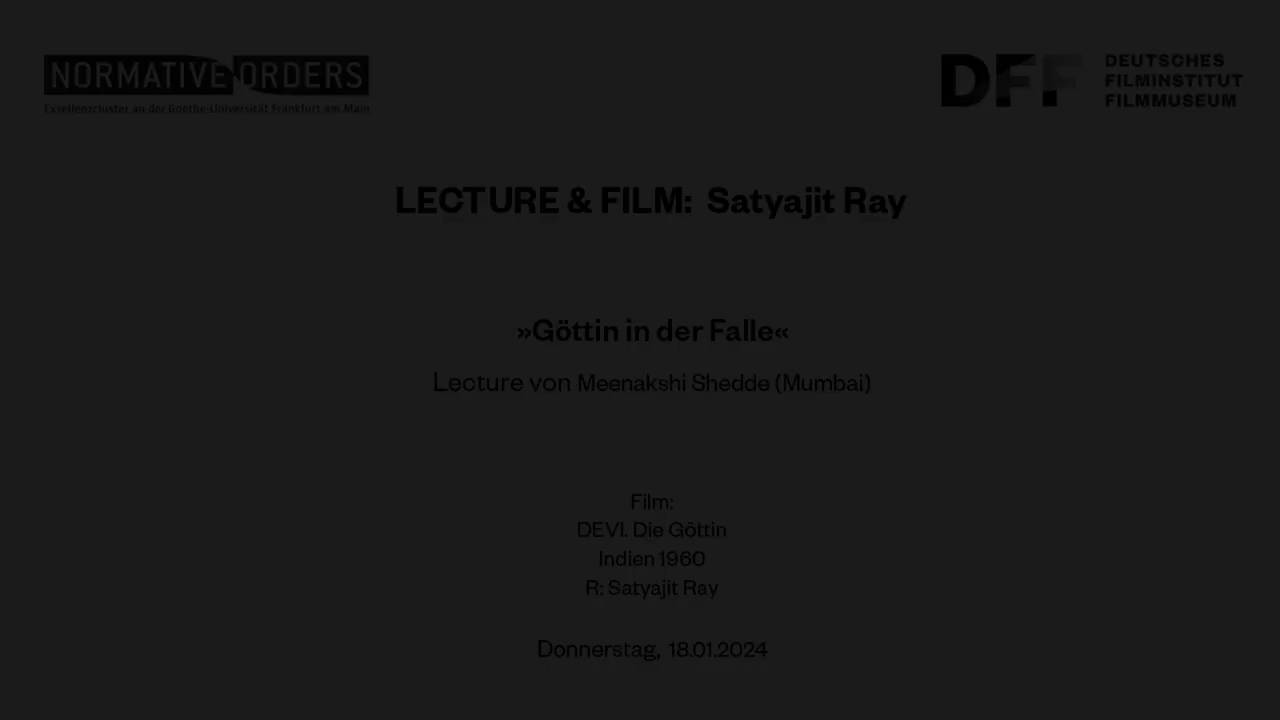 NORMATIVE ORDERS
Exzellenzcluster an der Goethe-Universität Frankfurt am Main
DFF
DEUTSCHES
FILMINSTITUT
FILMMUSEUM
LECTURE & FILM: Satyajit Ray
»Göttin in der Falle«
Lecture von Meenakshi Shedde (Mumbai)
Film:
DEVI. Die Göttin
Indien 1960
R: Satyajit Ray
Donnerstag, 18.01.2024